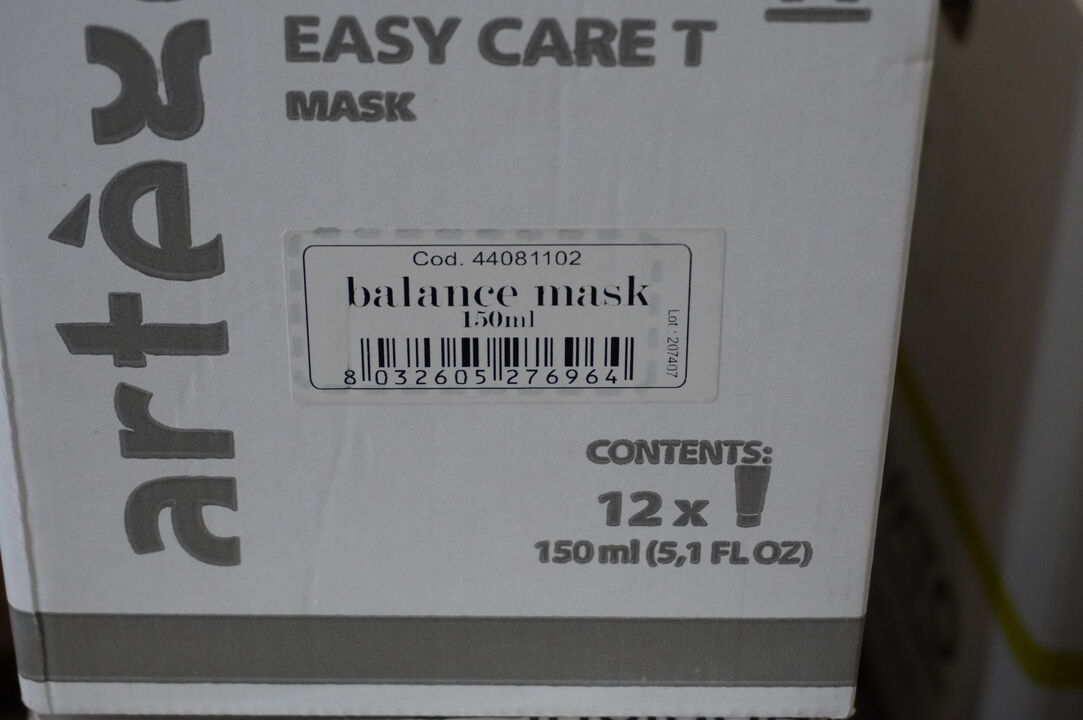 EASY CARE T
MASK
Cod. 44081102
balance mask
150ml
Lot : 207407
8 032605 276964
CONTENTS:
12 x
150 ml (5,1 FL OZ)